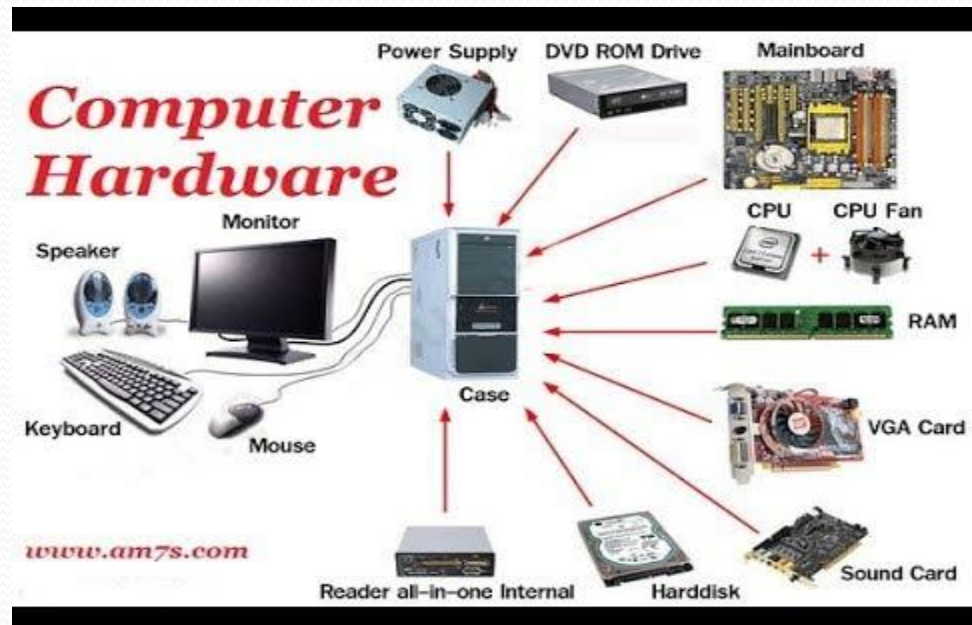 Computer
Hardware
Power Supply
DVD ROM Drive
Mainboard
CPU
+
CPU Fan
RAM
VGA Card
Sound Card
Harddisk
Reader all-in-one Internal
Case
Monitor
Speaker
Keyboard
Mouse
www.am7s.com